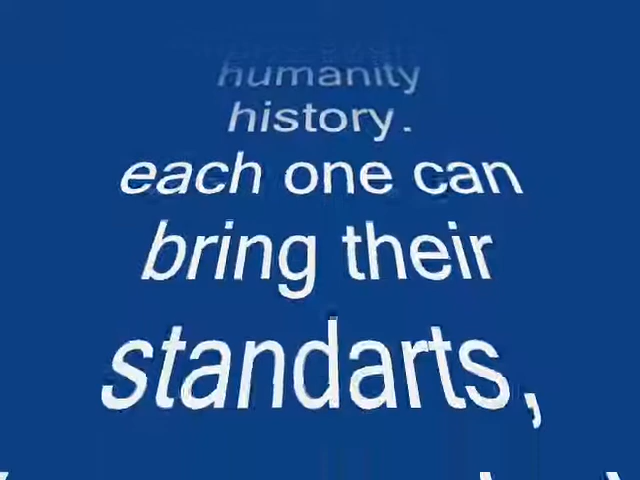 humanity
history.
each one can
bring their
standarts,